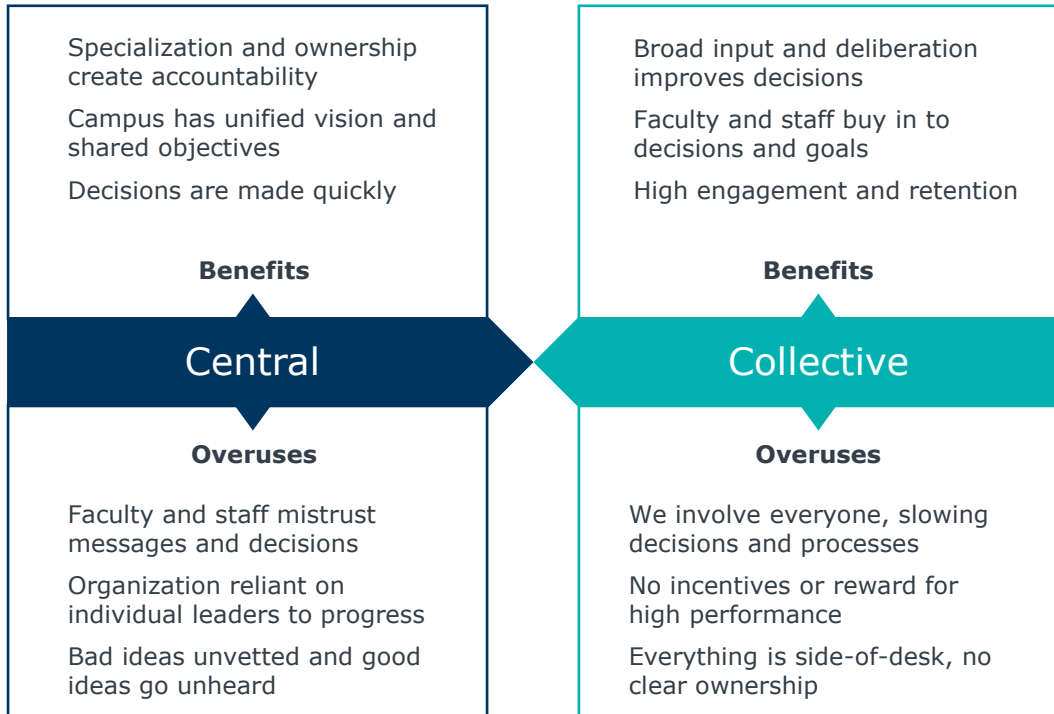 Specialization and ownership
create accountability
Campus has unified vision and
shared objectives
Decisions are made quickly
Benefits
Central
Overuses
Faculty and staff mistrust
messages and decisions
Organization reliant on
individual leaders to progress
Bad ideas unvetted and good
ideas go unheard
Broad input and deliberation
improves decisions
Faculty and staff buy in to
decisions and goals
High engagement and retention
Benefits
Collective
Overuses
We involve everyone, slowing
decisions and processes
No incentives or reward for
high performance
Everything is side-of-desk, no
clear ownership